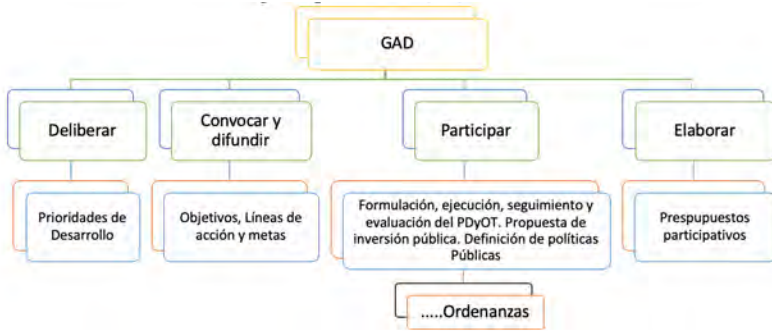 GAD
Deliberar
Convocar y
difundir
Participar
Elaborar
Prioridades de
Desarrollo
Objetivos, Líneas de
acción y metas
Formulación, ejecución, seguimiento y
evaluación del PDyOT. Propuesta de
inversión pública. Definición de políticas
Públicas
Prespupuestos
participativos
.....Ordenanzas